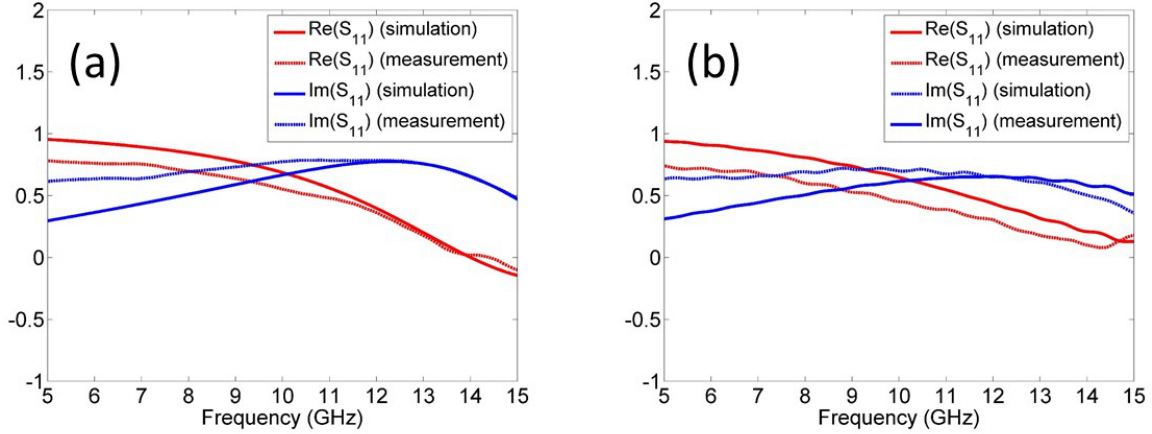 2
1.5
1
0.5
0
-0.5
-1
(a)
Re(S11) (simulation)
Re(S11) (measurement)
Im(S11) (simulation)
Im(S11) (measurement)
5 6 7 8 9 10 11 12 13 14 15
Frequency (GHz)
2
1.5
1
0.5
0
-0.5
-1
(b)
Re(S11) (simulation)
Re(S11) (measurement)
Im(S11) (simulation)
Im(S11) (measurement)
5 6 7 8 9 10 11 12 13 14 15
Frequency (GHz)